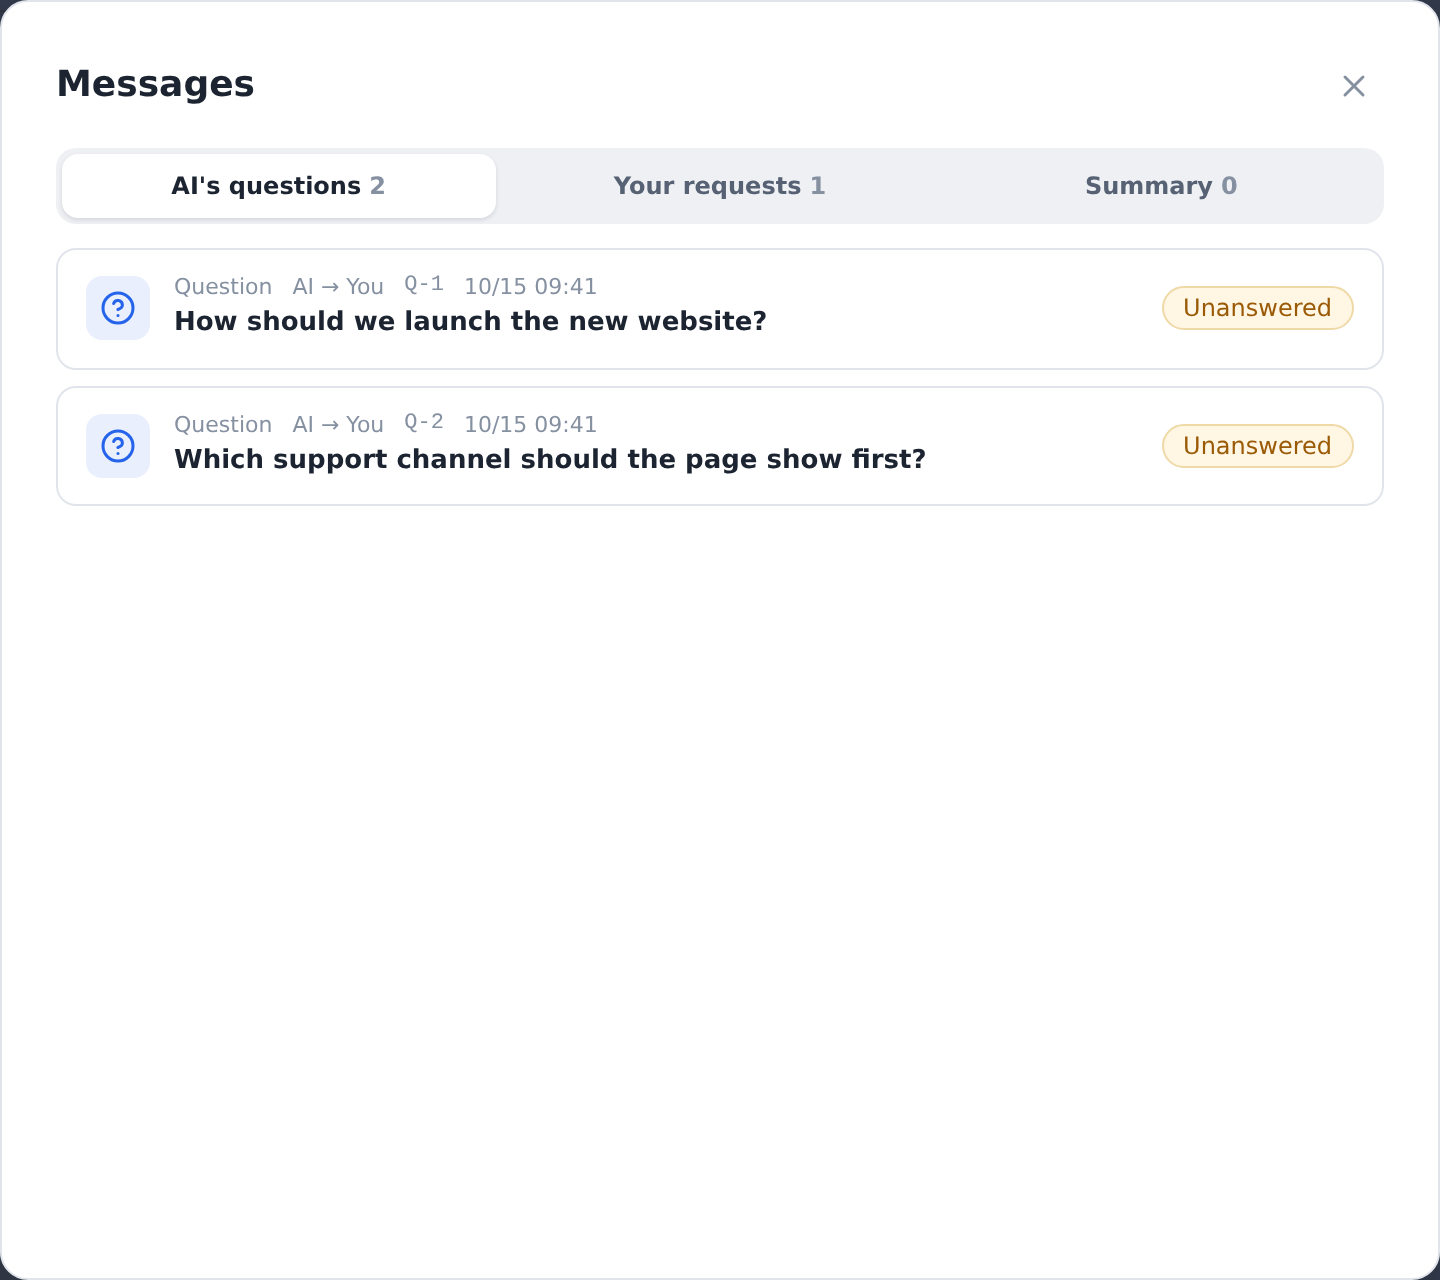 Messages
AI's questions 2
Your requests 1
Summary 0
Question AI → You Q-1 10/15 09:41
How should we launch the new website?
Unanswered
Question AI → You Q-2 10/15 09:41
Which support channel should the page show first?
Unanswered